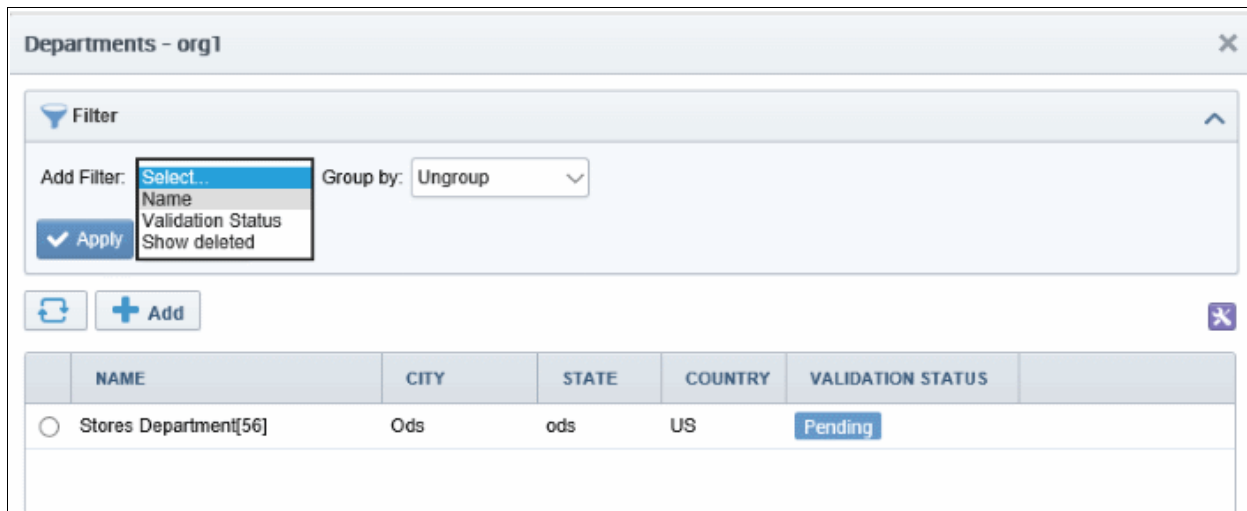 Departments - org1
Filter
Add Filter: Select... Group by: Ungroup
Name
Validation Status
Apply Show deleted
Add
NAME CITY STATE COUNTRY VALIDATION STATUS
Stores Department[56] Ods ods US Pending